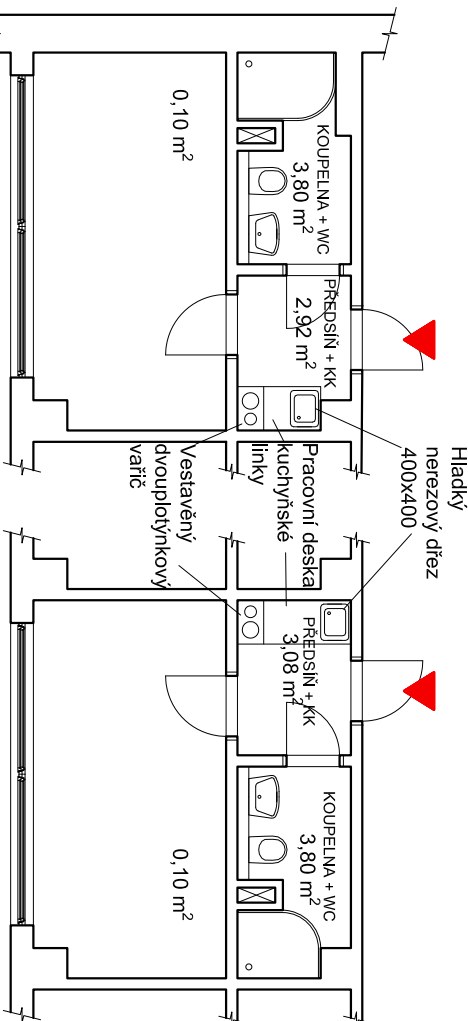 Hladký
nerezový dřez
400x400
Pracovní deska
kuchyňské
linky
Vestavěný
dvouplotýnkový
vařič
KOUPELNA + WC
3,80 m²
PŘEDSÍŇ + KK
2,92 m²
0,10 m²
PŘEDSÍŇ + KK
3,08 m²
KOUPELNA + WC
3,80 m²
0,10 m²